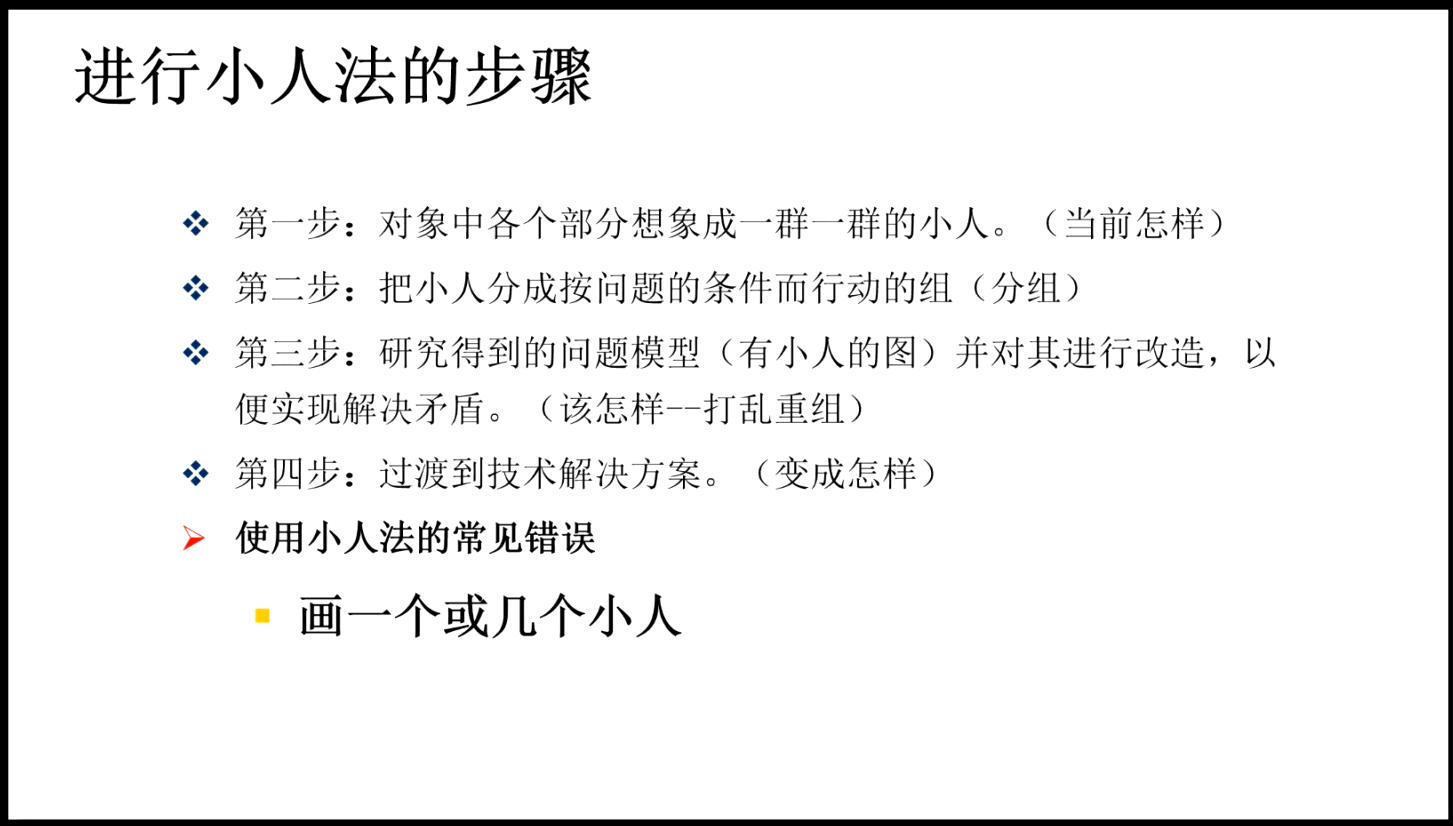 进行小人法的步骤
第一步：对象中各个部分想象成一群一群的小人。（当前怎样）
第二步：把小人分成按问题的条件而行动的组（分组）
第三步：研究得到的问题模型（有小人的图）并对其进行改造，以
便实现解决矛盾。（该怎样--打乱重组）
第四步：过渡到技术解决方案。（变成怎样）
使用小人法的常见错误
画一个或几个小人